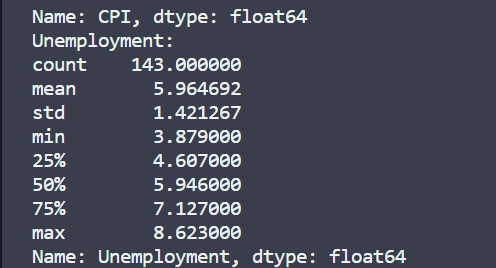 Name: CPI, dtype: float64
Unemployment:
count    143.000000
mean       5.964692
std        1.421267
min        3.879000
25%        4.607000
50%        5.946000
75%        7.127000
max        8.623000
Name: Unemployment, dtype: float64